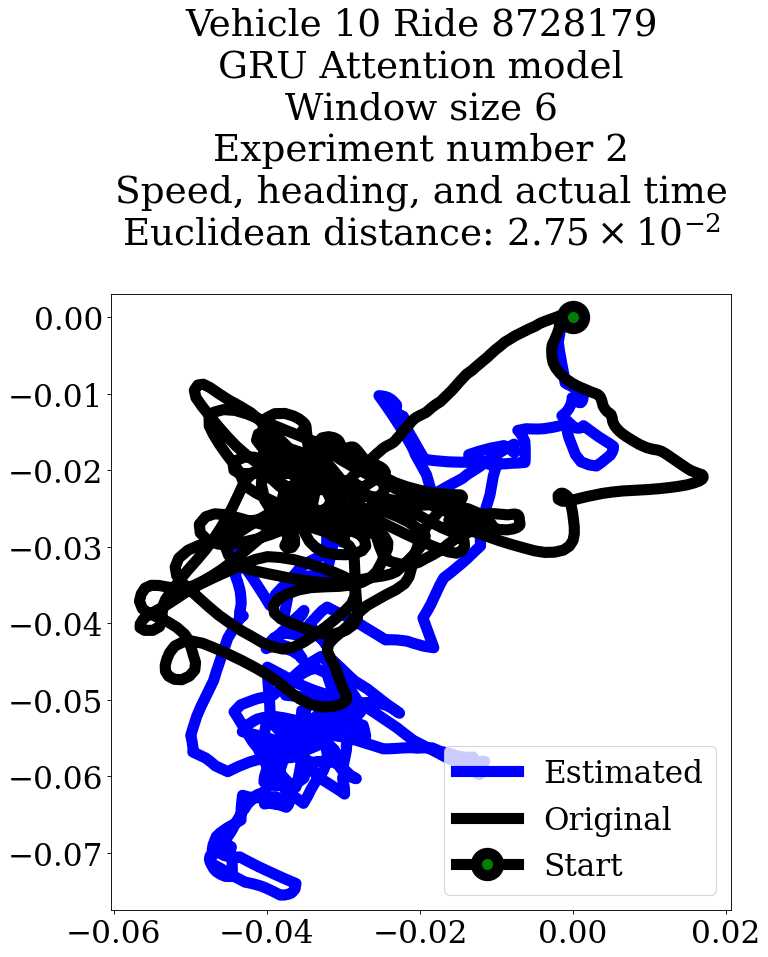 Vehicle 10 Ride 8728179
GRU Attention model
Window size 6
Experiment number 2
Speed, heading, and actual time
Euclidean distance: 2.75 × 10⁻²
0.00
−0.01
−0.02
−0.03
−0.04
−0.05
−0.06
−0.07
Estimated
Original
Start
−0.06 −0.04 −0.02 0.00 0.02